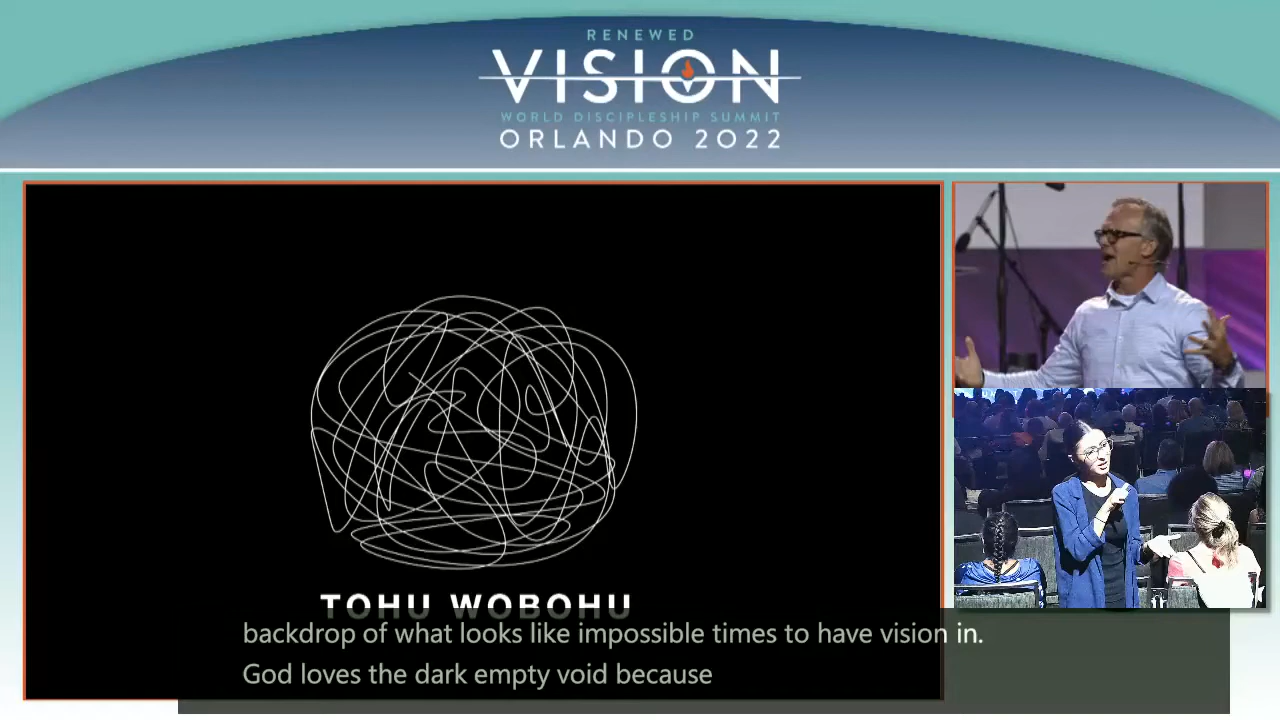 RENEWED
VISION
WORLD DISCIPLESHIP SUMMIT
ORLANDO 2022
TOHU WOBOHU
backdrop of what looks like impossible times to have vision in.
God loves the dark empty void because